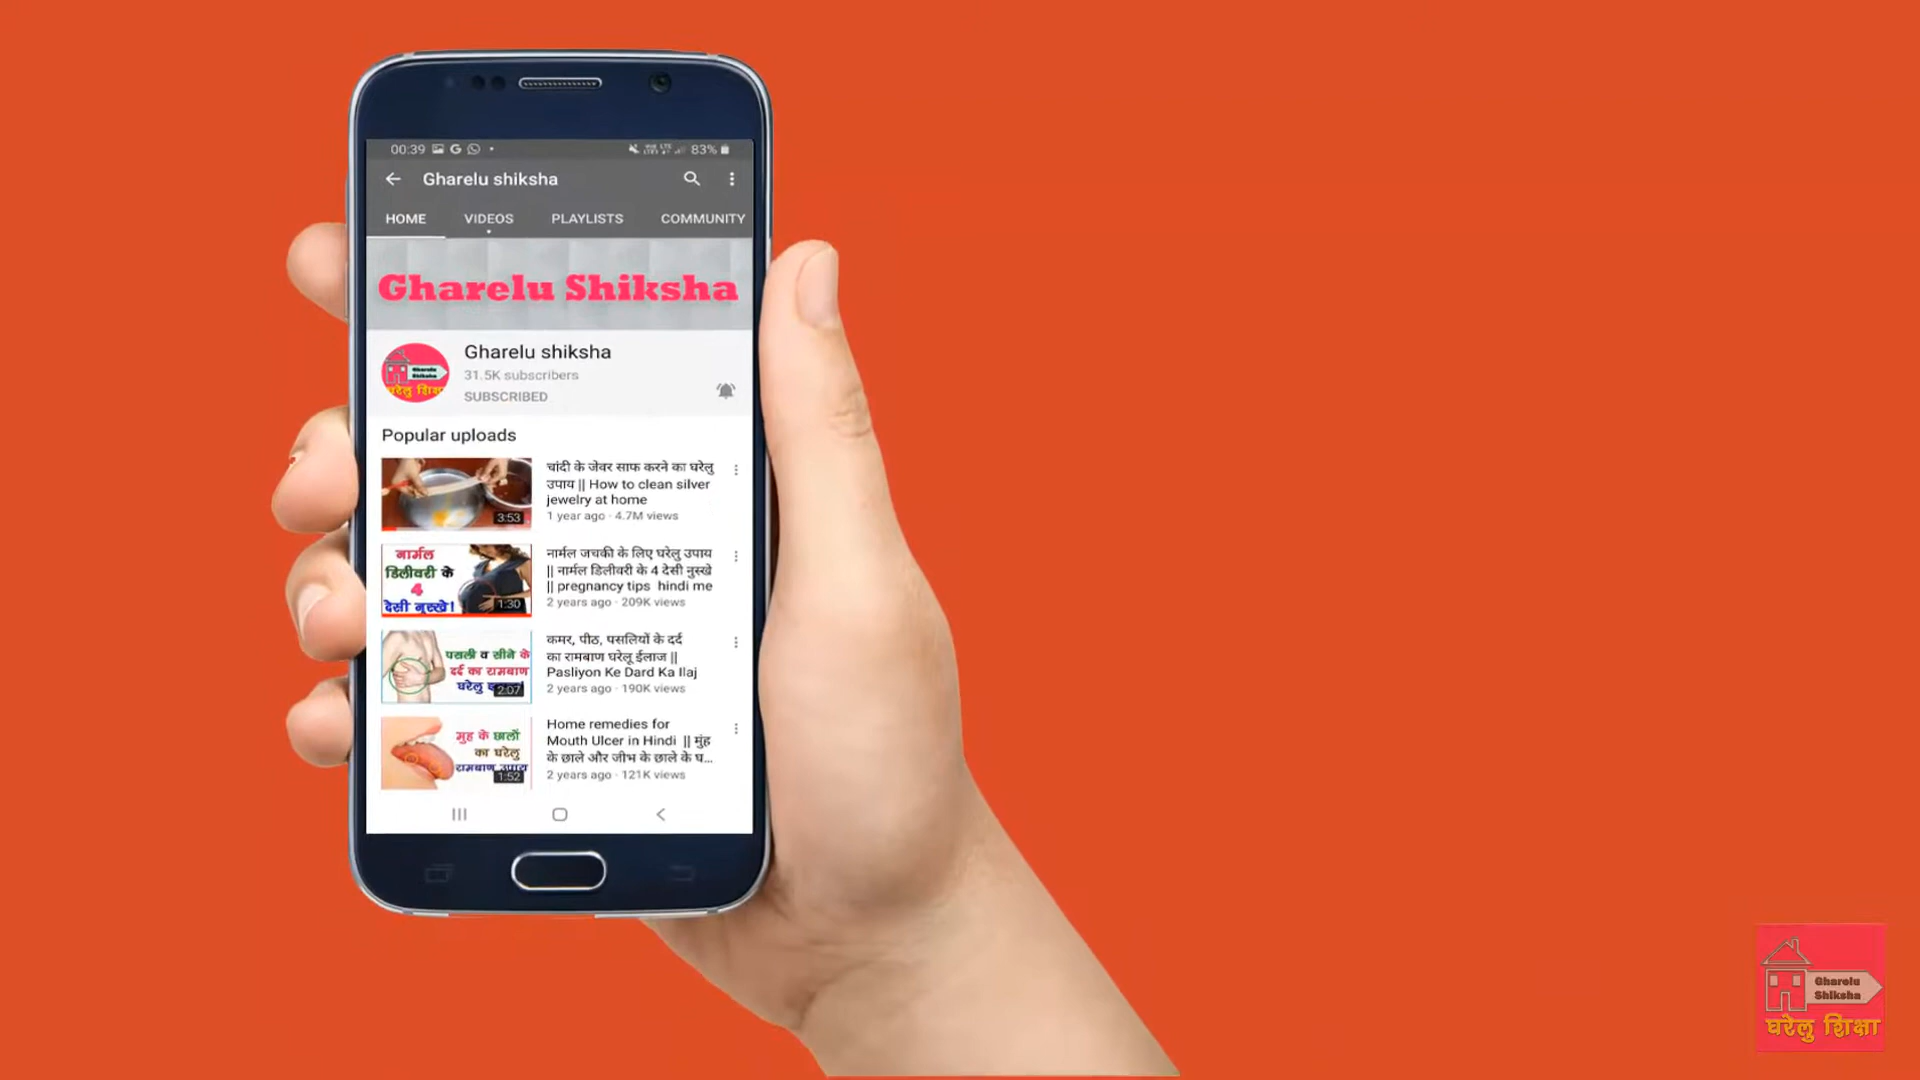 00:39
83%
Gharelu shiksha
HOME VIDEOS PLAYLISTS COMMUNITY
Gharelu Shiksha
Gharelu shiksha
31.5K subscribers
SUBSCRIBED
Popular uploads
3:53
चांदी के जेवर साफ करने का घरेलु
उपाय || How to clean silver
jewelry at home
1 year ago · 4.7M views
नार्मल
डिलीवरी के
4
देसी नुस्खे!
1:30
नार्मल जचकी के लिए घरेलु उपाय
|| नार्मल डिलीवरी के 4 देसी नुस्खे
|| pregnancy tips hindi me
2 years ago · 209K views
पसली व सीने के
दर्द का रामबाण
घरेलु
2:07
कमर, पीठ, पसलियों के दर्द
का रामबाण घरेलू ईलाज ||
Pasliyon Ke Dard Ka Ilaj
2 years ago · 190K views
मुह के छालों
का घरेलु
रामबाण उपाय
1:52
Home remedies for
Mouth Ulcer in Hindi || मुंह
के छाले और जीभ के छाले के घ...
2 years ago · 121K views
Gharelu
Shiksha
घरेलु शिक्षा
Gharelu
Shiksha
घरेलु शिक्षा